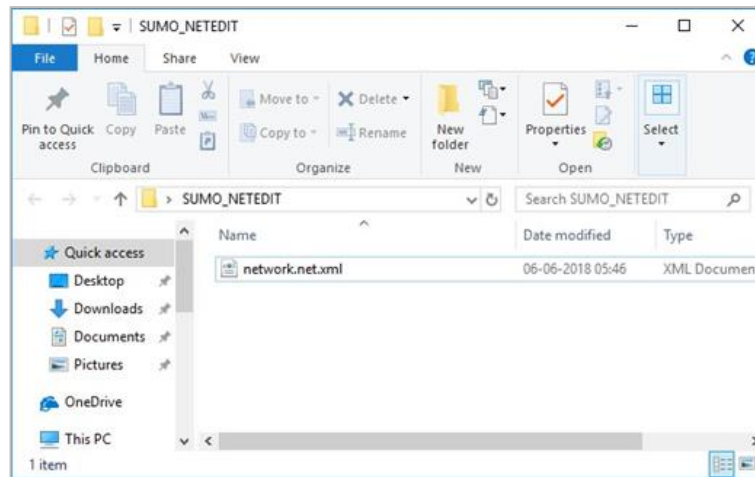 SUMO_NETEDIT
File Home Share View
Pin to Quick access
Copy
Paste
Clipboard
Move to
Copy to
Delete
Rename
Organize
New folder
New
Properties
Open
Select
SUMO_NETEDIT
Search SUMO_NETEDIT
Quick access
Desktop
Downloads
Documents
Pictures
OneDrive
This PC
Name Date modified Type
network.net.xml 06-06-2018 05:46 XML Documen
1 item